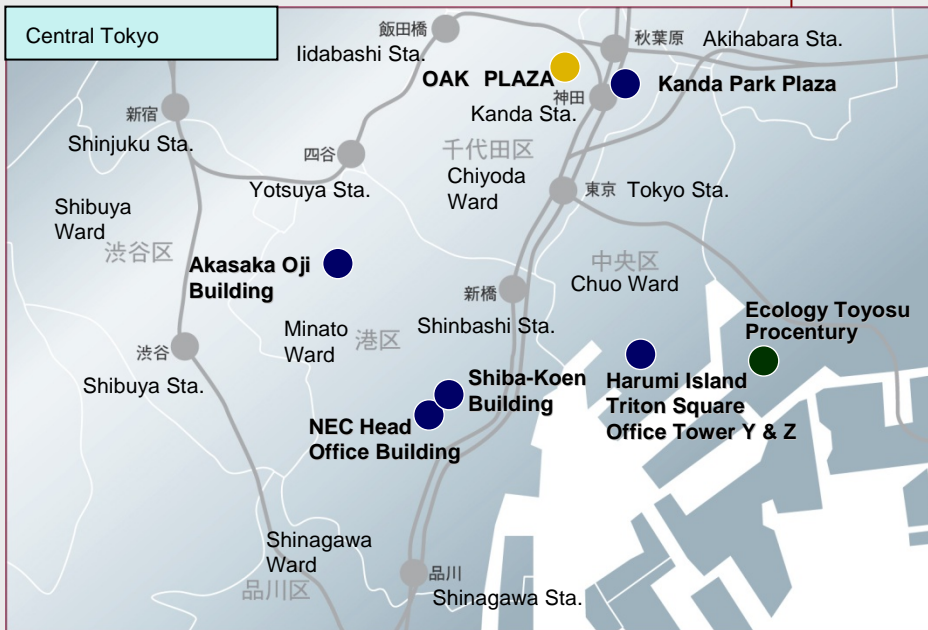 Central Tokyo
飯田橋
Iidabashi Sta.
秋葉原
Akihabara Sta.
OAK PLAZA
神田
Kanda Sta.
Kanda Park Plaza
新宿
Shinjuku Sta.
四谷
Yotsuya Sta.
千代田区
Chiyoda
Ward
東京
Tokyo Sta.
Shibuya
Ward
渋谷区
Akasaka Oji
Building
中央区
Chuo Ward
新橋
Shinbashi Sta.
Minato
Ward
港区
Ecology Toyosu
Procentury
渋谷
Shibuya Sta.
Shiba-Koen
Building
Harumi Island
Triton Square
Office Tower Y & Z
NEC Head
Office Building
Shinagawa
Ward
品川区
品川
Shinagawa Sta.